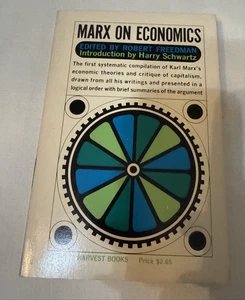 MARX ON ECONOMICS
EDITED BY ROBERT FREEDMAN
Introduction by Harry Schwartz
The first systematic compilation of Karl Marx's
economic theories and critique of capitalism,
drawn from all his writings and presented in a
logical order with brief summaries of the argument
HARVEST BOOKS Price $2.65